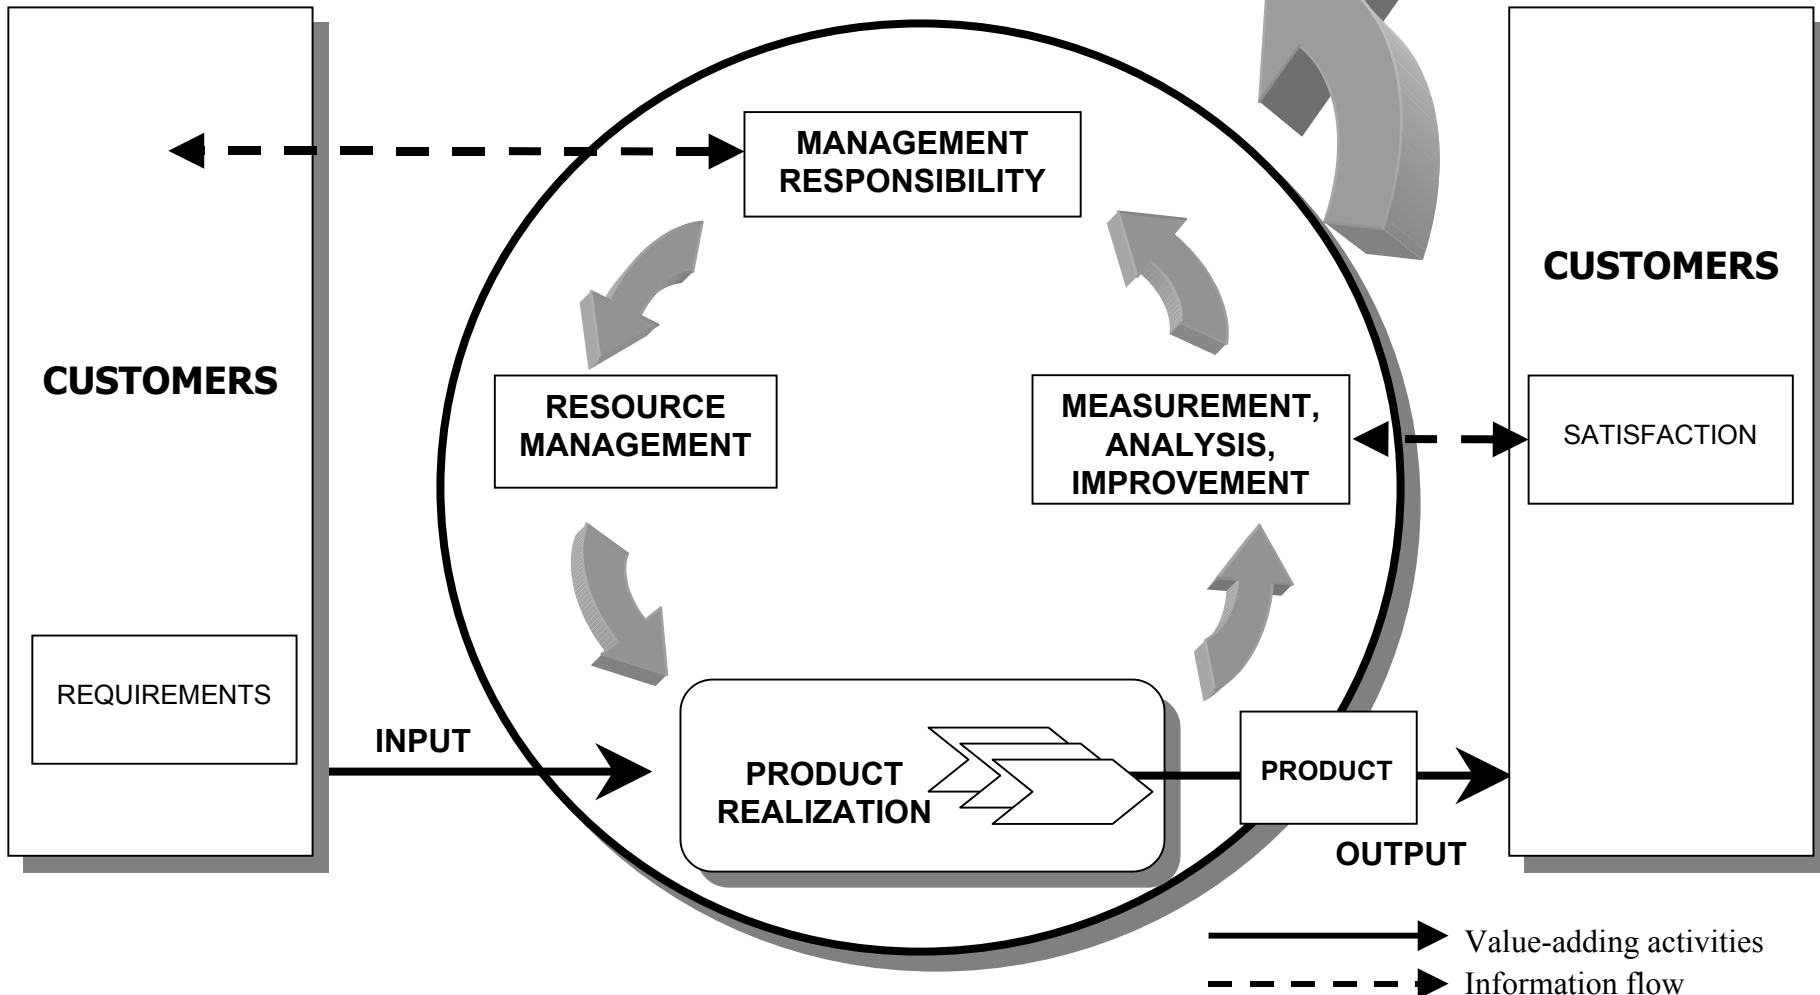 CUSTOMERS
REQUIREMENTS
INPUT
MANAGEMENT
RESPONSIBILITY
RESOURCE
MANAGEMENT
MEASUREMENT,
ANALYSIS,
IMPROVEMENT
PRODUCT
REALIZATION
PRODUCT
OUTPUT
CUSTOMERS
SATISFACTION
Value-adding activities
Information flow